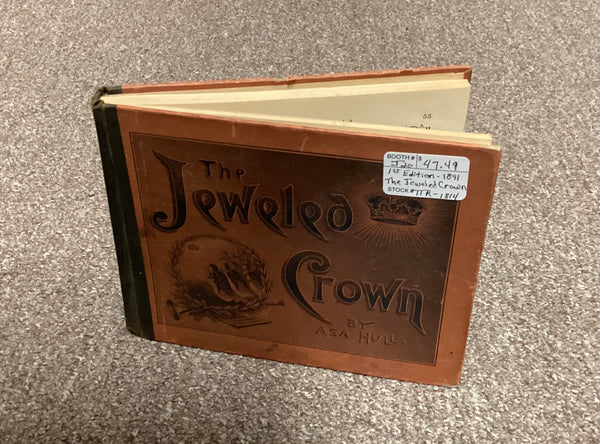 53
The
Jeweled
Crown
BY
ASA HULL.
BOOTH # J20 $ 47.49
1st Edition - 1891
The Jeweled Crown
STOCK # TTR - 1814